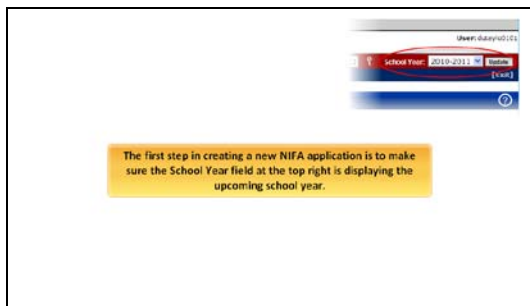 User:
School Year: 2010-2011 Update
[Exit]
?
The first step in creating a new NIFA application is to make
sure the School Year field at the top right is displaying the
upcoming school year.